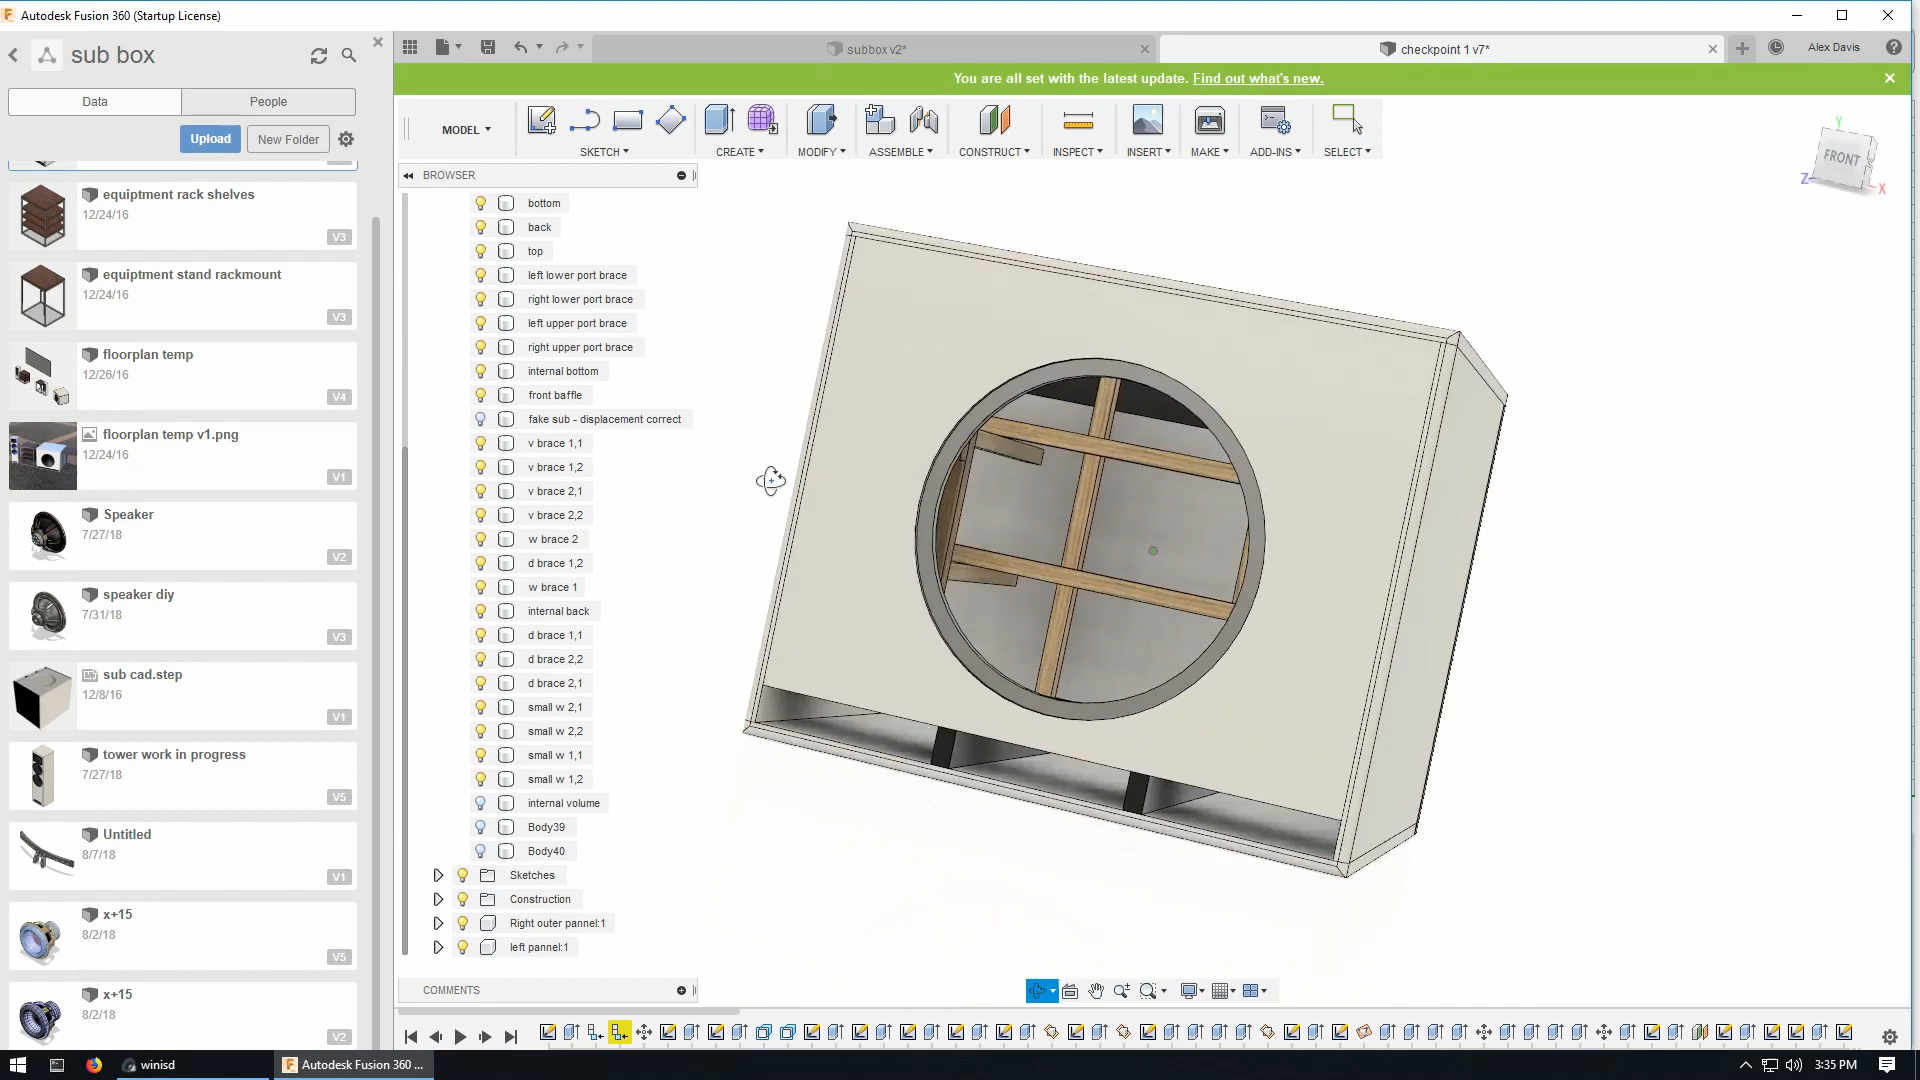 Autodesk Fusion 360 (Startup License)
sub box
Data
People
Upload
New Folder
equiptment rack shelves
12/24/16
V3
equiptment stand rackmount
12/24/16
V3
floorplan temp
12/26/16
V4
floorplan temp v1.png
12/24/16
V1
Speaker
7/27/18
V2
speaker diy
7/31/18
V3
sub cad.step
12/8/16
V1
tower work in progress
7/27/18
V5
Untitled
8/7/18
V1
x+15
8/2/18
V5
x+15
8/2/18
V2
subbox v2*
checkpoint 1 v7*
Alex Davis
You are all set with the latest update. Find out what's new.
MODEL
SKETCH
CREATE
MODIFY
ASSEMBLE
CONSTRUCT
INSPECT
INSERT
MAKE
ADD-INS
SELECT
BROWSER
bottom
back
top
left lower port brace
right lower port brace
left upper port brace
right upper port brace
internal bottom
front baffle
fake sub - displacement correct
v brace 1,1
v brace 1,2
v brace 2,1
v brace 2,2
w brace 2
d brace 1,2
w brace 1
internal back
d brace 1,1
d brace 2,2
d brace 2,1
small w 2,1
small w 2,2
small w 1,1
small w 1,2
internal volume
Body39
Body40
Sketches
Construction
Right outer pannel:1
left pannel:1
COMMENTS
Y
FRONT
Z
X
winisd
Autodesk Fusion 360 ...
3:35 PM